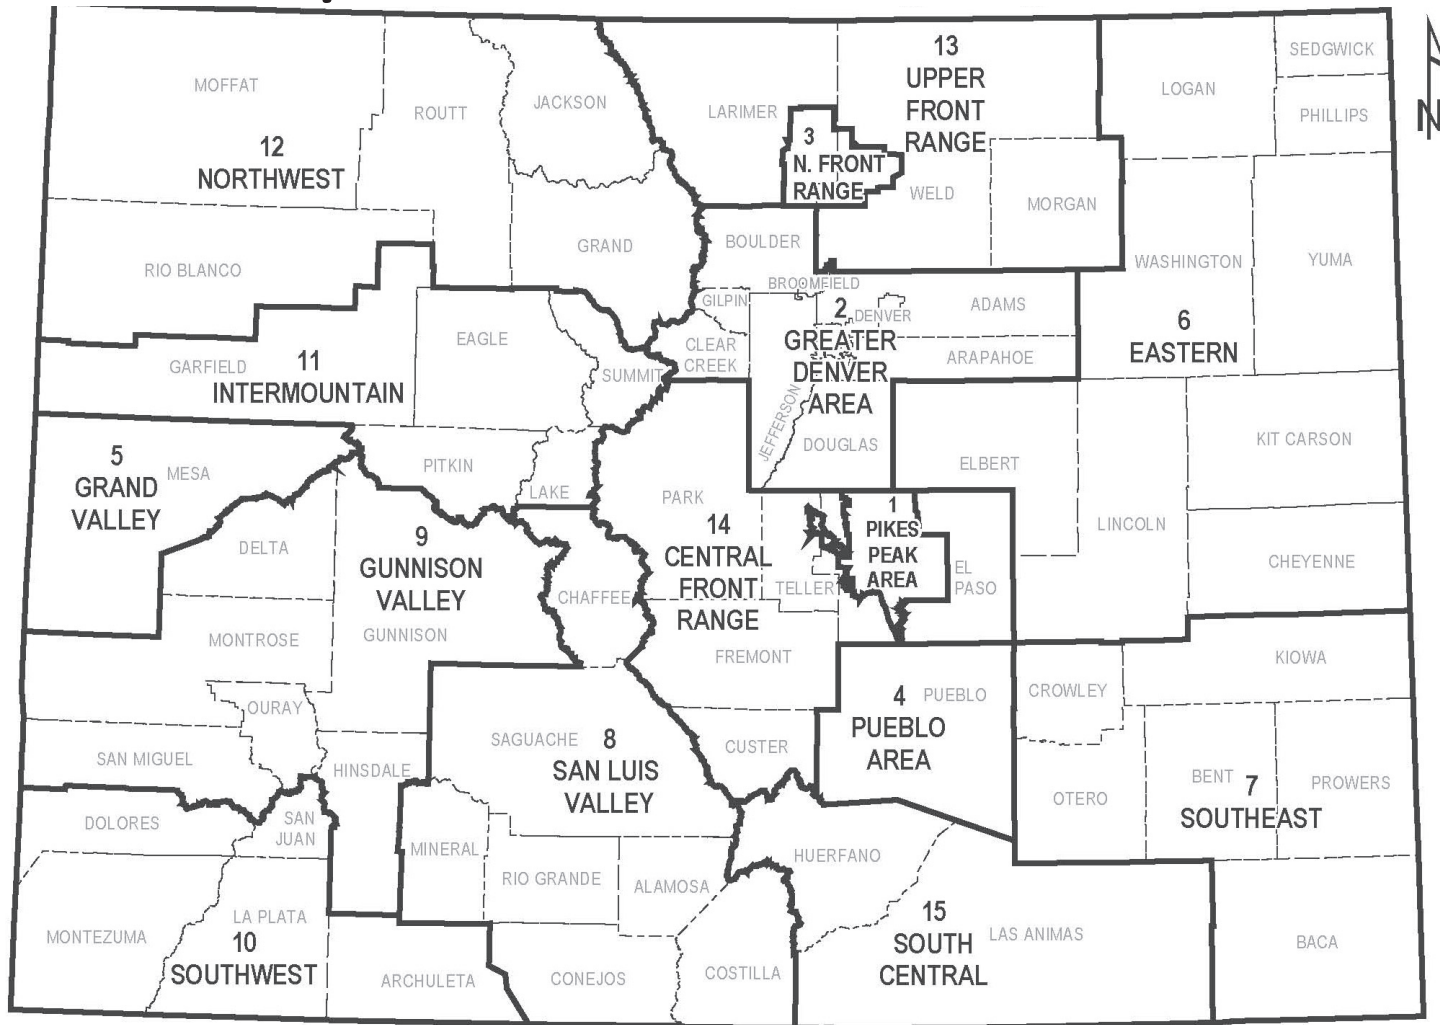 13
UPPER
FRONT
RANGE
SEDGWICK
MOFFAT
ROUTT
JACKSON
LARIMER
LOGAN
PHILLIPS
N
12
NORTHWEST
3
N. FRONT
RANGE
WELD
MORGAN
GRAND
BOULDER
RIO BLANCO
WASHINGTON
YUMA
BROOMFIELD
GILPIN
2
GREATER
DENVER
AREA
DENVER
ADAMS
6
EASTERN
EAGLE
CLEAR
CREEK
ARAPAHOE
GARFIELD
11
INTERMOUNTAIN
SUMMIT
JEFFERSON
DOUGLAS
5
GRAND
VALLEY
MESA
PITKIN
LAKE
PARK
ELBERT
KIT CARSON
LINCOLN
1
PIKES
PEAK
AREA
EL
PASO
14
CENTRAL
FRONT
RANGE
TELLER
DELTA
9
GUNNISON
VALLEY
CHAFFEE
CHEYENNE
MONTROSE
GUNNISON
FREMONT
KIOWA
4
PUEBLO
AREA
PUEBLO
CROWLEY
OURAY
SAN MIGUEL
HINSDALE
SAGUACHE
8
SAN LUIS
VALLEY
CUSTER
OTERO
BENT
7
SOUTHEAST
PROWERS
DOLORES
SAN
JUAN
MINERAL
RIO GRANDE
ALAMOSA
HUERFANO
MONTEZUMA
LA PLATA
10
SOUTHWEST
ARCHULETA
CONEJOS
COSTILLA
15
SOUTH
CENTRAL
LAS ANIMAS
BACA